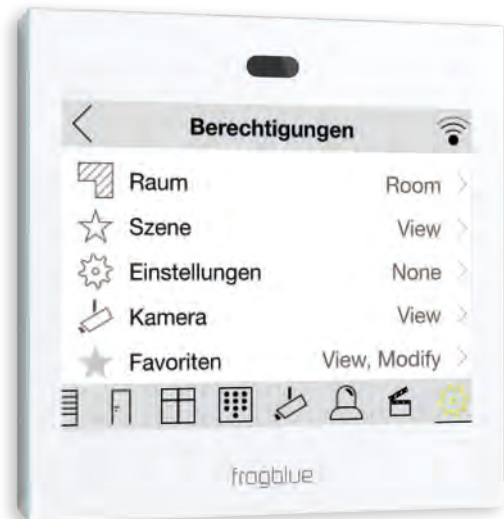 Berechtigungen
Raum Room
Szene View
Einstellungen None
Kamera View
Favoriten View, Modify
frogblue